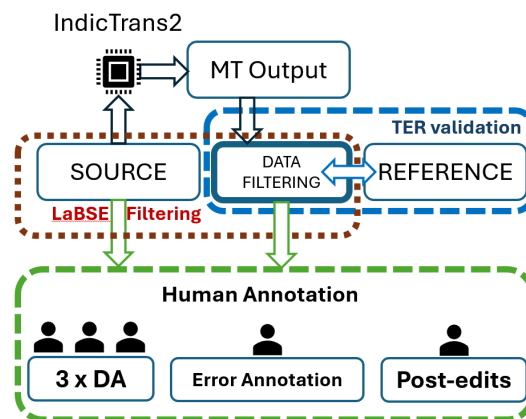 IndicTrans2
MT Output
TER validation
SOURCE
DATA
FILTERING
REFERENCE
LaBSE Filtering
Human Annotation
3 x DA
Error Annotation
Post-edits